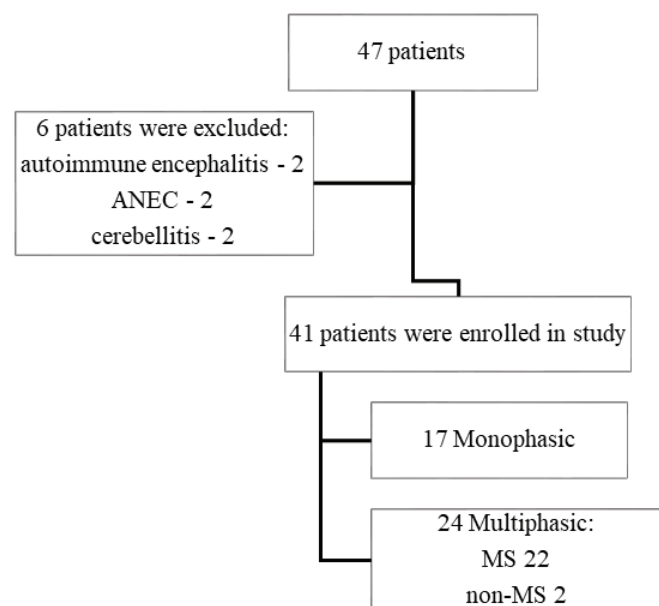 47 patients
6 patients were excluded:
autoimmune encephalitis - 2
ANEC - 2
cerebellitis - 2
41 patients were enrolled in study
17 Monophasic
24 Multiphasic:
MS 22
non-MS 2